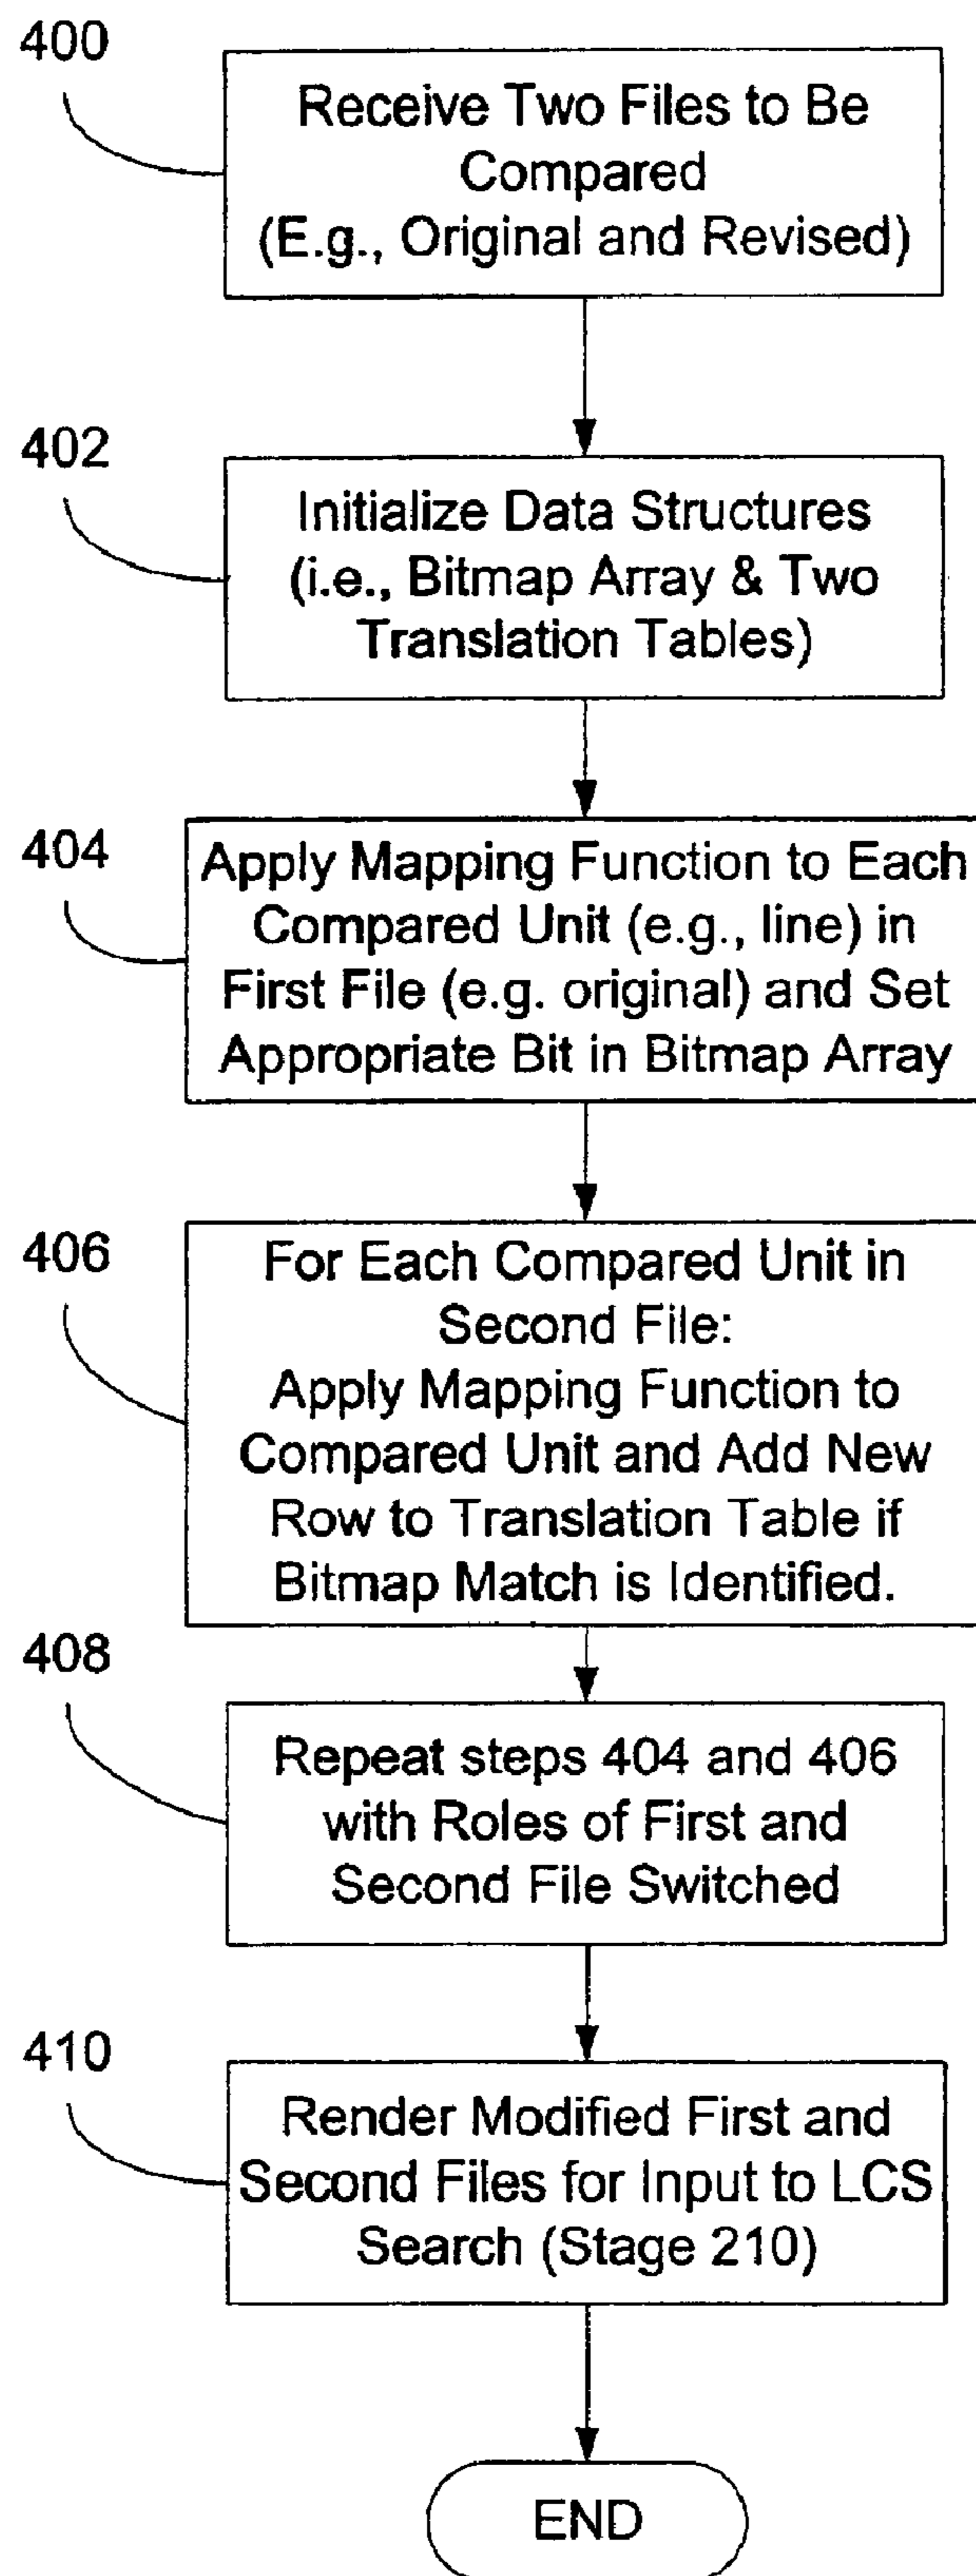 400
Receive Two Files to Be
Compared
(E.g., Original and Revised)
402
Initialize Data Structures
(i.e., Bitmap Array & Two
Translation Tables)
404
Apply Mapping Function to Each
Compared Unit (e.g., line) in
First File (e.g. original) and Set
Appropriate Bit in Bitmap Array
406
For Each Compared Unit in
Second File:
Apply Mapping Function to
Compared Unit and Add New
Row to Translation Table if
Bitmap Match is Identified.
408
Repeat steps 404 and 406
with Roles of First and
Second File Switched
410
Render Modified First and
Second Files for Input to LCS
Search (Stage 210)
END